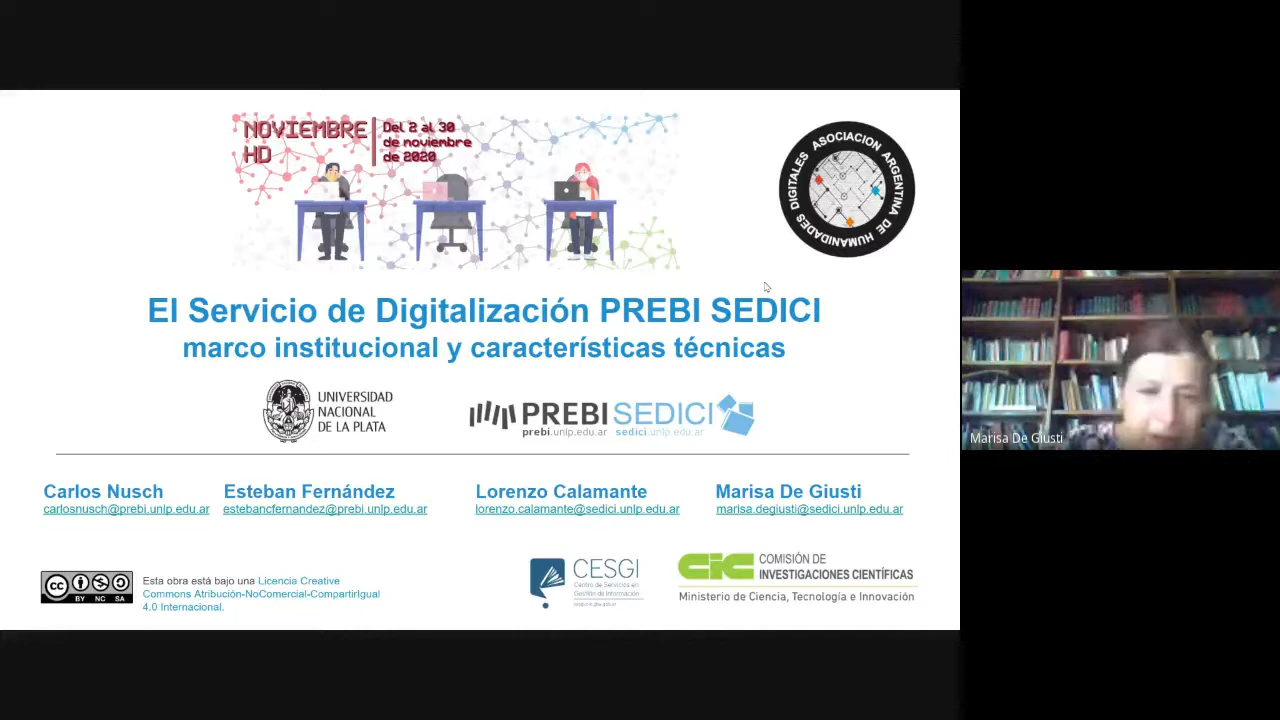 NOVIEMBRE
HD
Del 2 al 30
de noviembre
de 2020
ASOCIACION ARGENTINA DE HUMANIDADES DIGITALES
El Servicio de Digitalización PREBI SEDICI
marco institucional y características técnicas
UNIVERSIDAD
NACIONAL
DE LA PLATA
PREBI SEDICI
prebi.unlp.edu.ar sedici.unlp.edu.ar
Marisa De Giusti
Carlos Nusch
carlosnusch@prebi.unlp.edu.ar
Esteban Fernández
estebancfernandez@prebi.unlp.edu.ar
Lorenzo Calamante
lorenzo.calamante@sedici.unlp.edu.ar
Marisa De Giusti
marisa.degiusti@sedici.unlp.edu.ar
cc
BY NC SA
Esta obra está bajo una Licencia Creative
Commons Atribución-NoComercial-CompartirIgual
4.0 Internacional.
CESGI
Centro de Servicios en
Gestión de Información
CIC
COMISIÓN DE
INVESTIGACIONES CIENTÍFICAS
Ministerio de Ciencia, Tecnología e Innovación